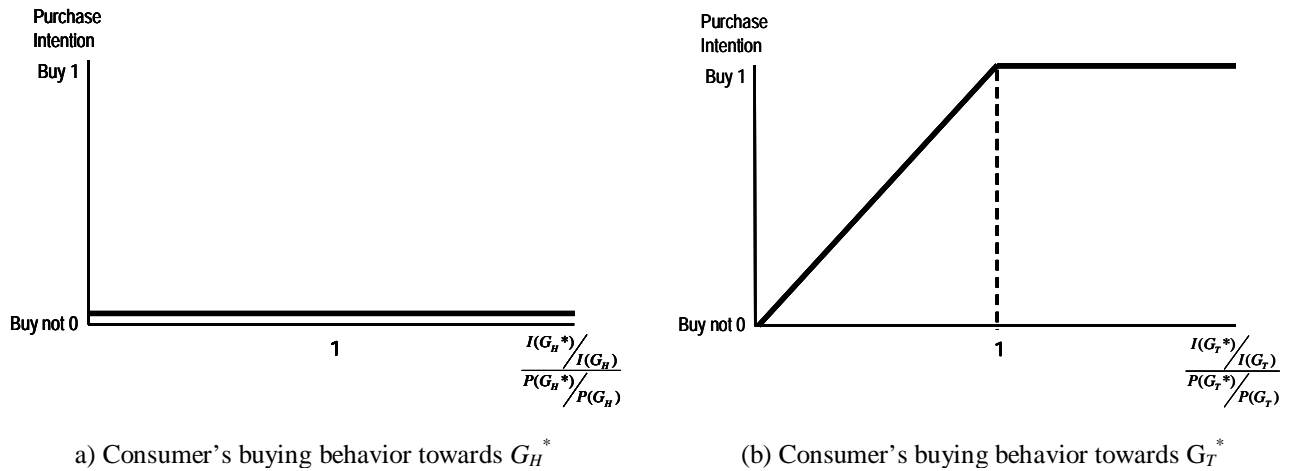 Purchase
Intention
Buy 1
Buy not 0
1
I(G_H*)/I(G_H)
P(G_H*)/P(G_H)
a) Consumer's buying behavior towards G_H^*
Purchase
Intention
Buy 1
Buy not 0
1
I(G_T*)/I(G_T)
P(G_T*)/P(G_T)
(b) Consumer's buying behavior towards G_T^*